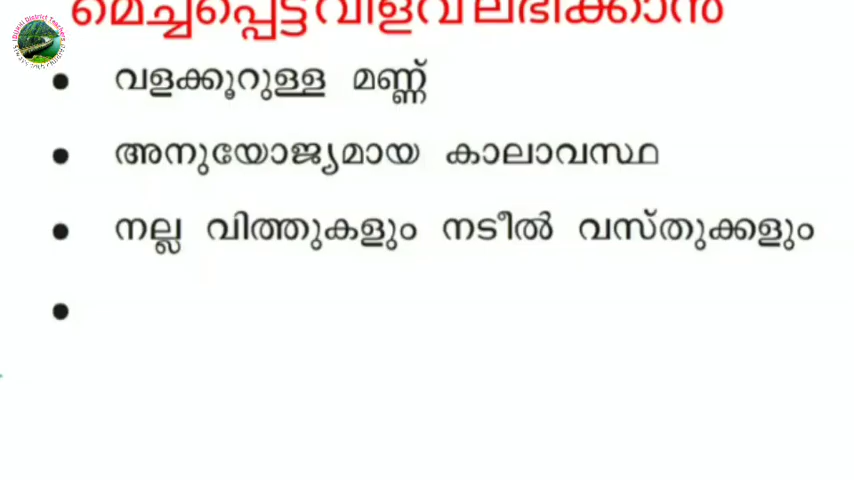 മെച്ചപ്പെട്ട വിളവ് ലഭിക്കാൻ
• വളക്കൂറുള്ള മണ്ണ്
• അനുയോജ്യമായ കാലാവസ്ഥ
• നല്ല വിത്തുകളും നടീൽ വസ്തുക്കളും
•